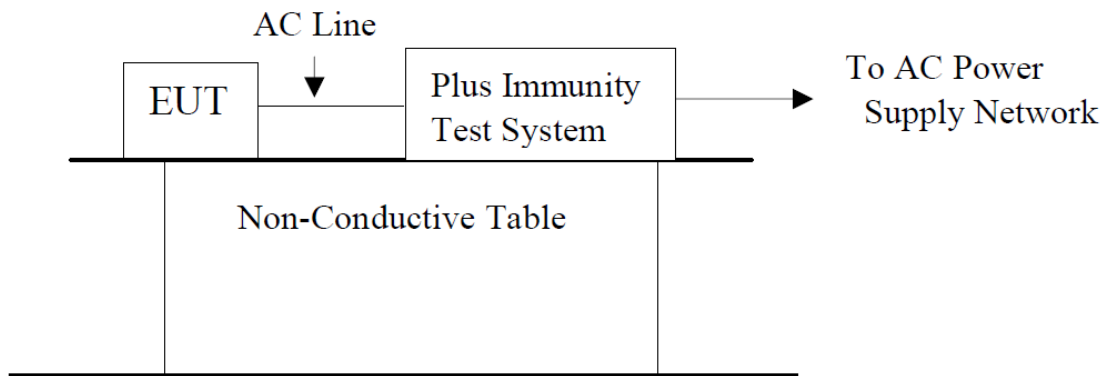 AC Line
EUT
Plus Immunity
Test System
To AC Power
Supply Network
Non-Conductive Table